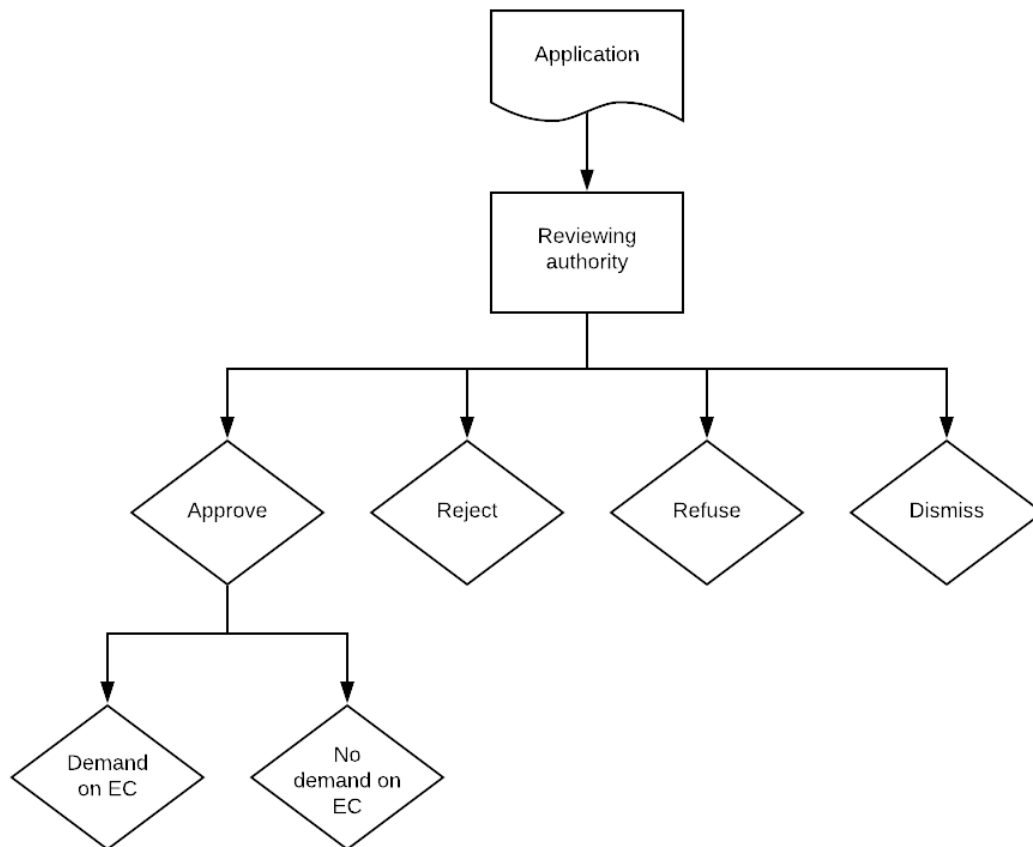 Application
Reviewing
authority
Approve
Reject
Refuse
Dismiss
Demand
on EC
No
demand on
EC